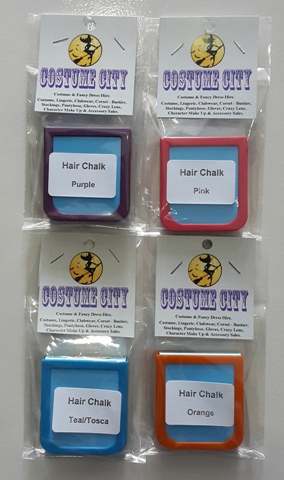 COSTUME CITY
Costume & Fancy Dress Hire.
Costume, Lingerie, Clubwear, Corset - Bustier,
Stockings, Pantyhose, Gloves, Crazy Lens,
Character Make Up & Accessory Sales.
Hair Chalk
Purple
COSTUME CITY
Costume & Fancy Dress Hire.
Costume, Lingerie, Clubwear, Corset - Bustier,
Stockings, Pantyhose, Gloves, Crazy Lens,
Character Make Up & Accessory Sales.
Hair Chalk
Pink
COSTUME CITY
Costume & Fancy Dress Hire.
Costume, Lingerie, Clubwear, Corset - Bustier,
Stockings, Pantyhose, Gloves, Crazy Lens,
Character Make Up & Accessory Sales.
Hair Chalk
Teal/Tosca
COSTUME CITY
Costume & Fancy Dress Hire.
Costume, Lingerie, Clubwear, Corset - Bustier,
Stockings, Pantyhose, Gloves, Crazy Lens,
Character Make Up & Accessory Sales.
Hair Chalk
Orange